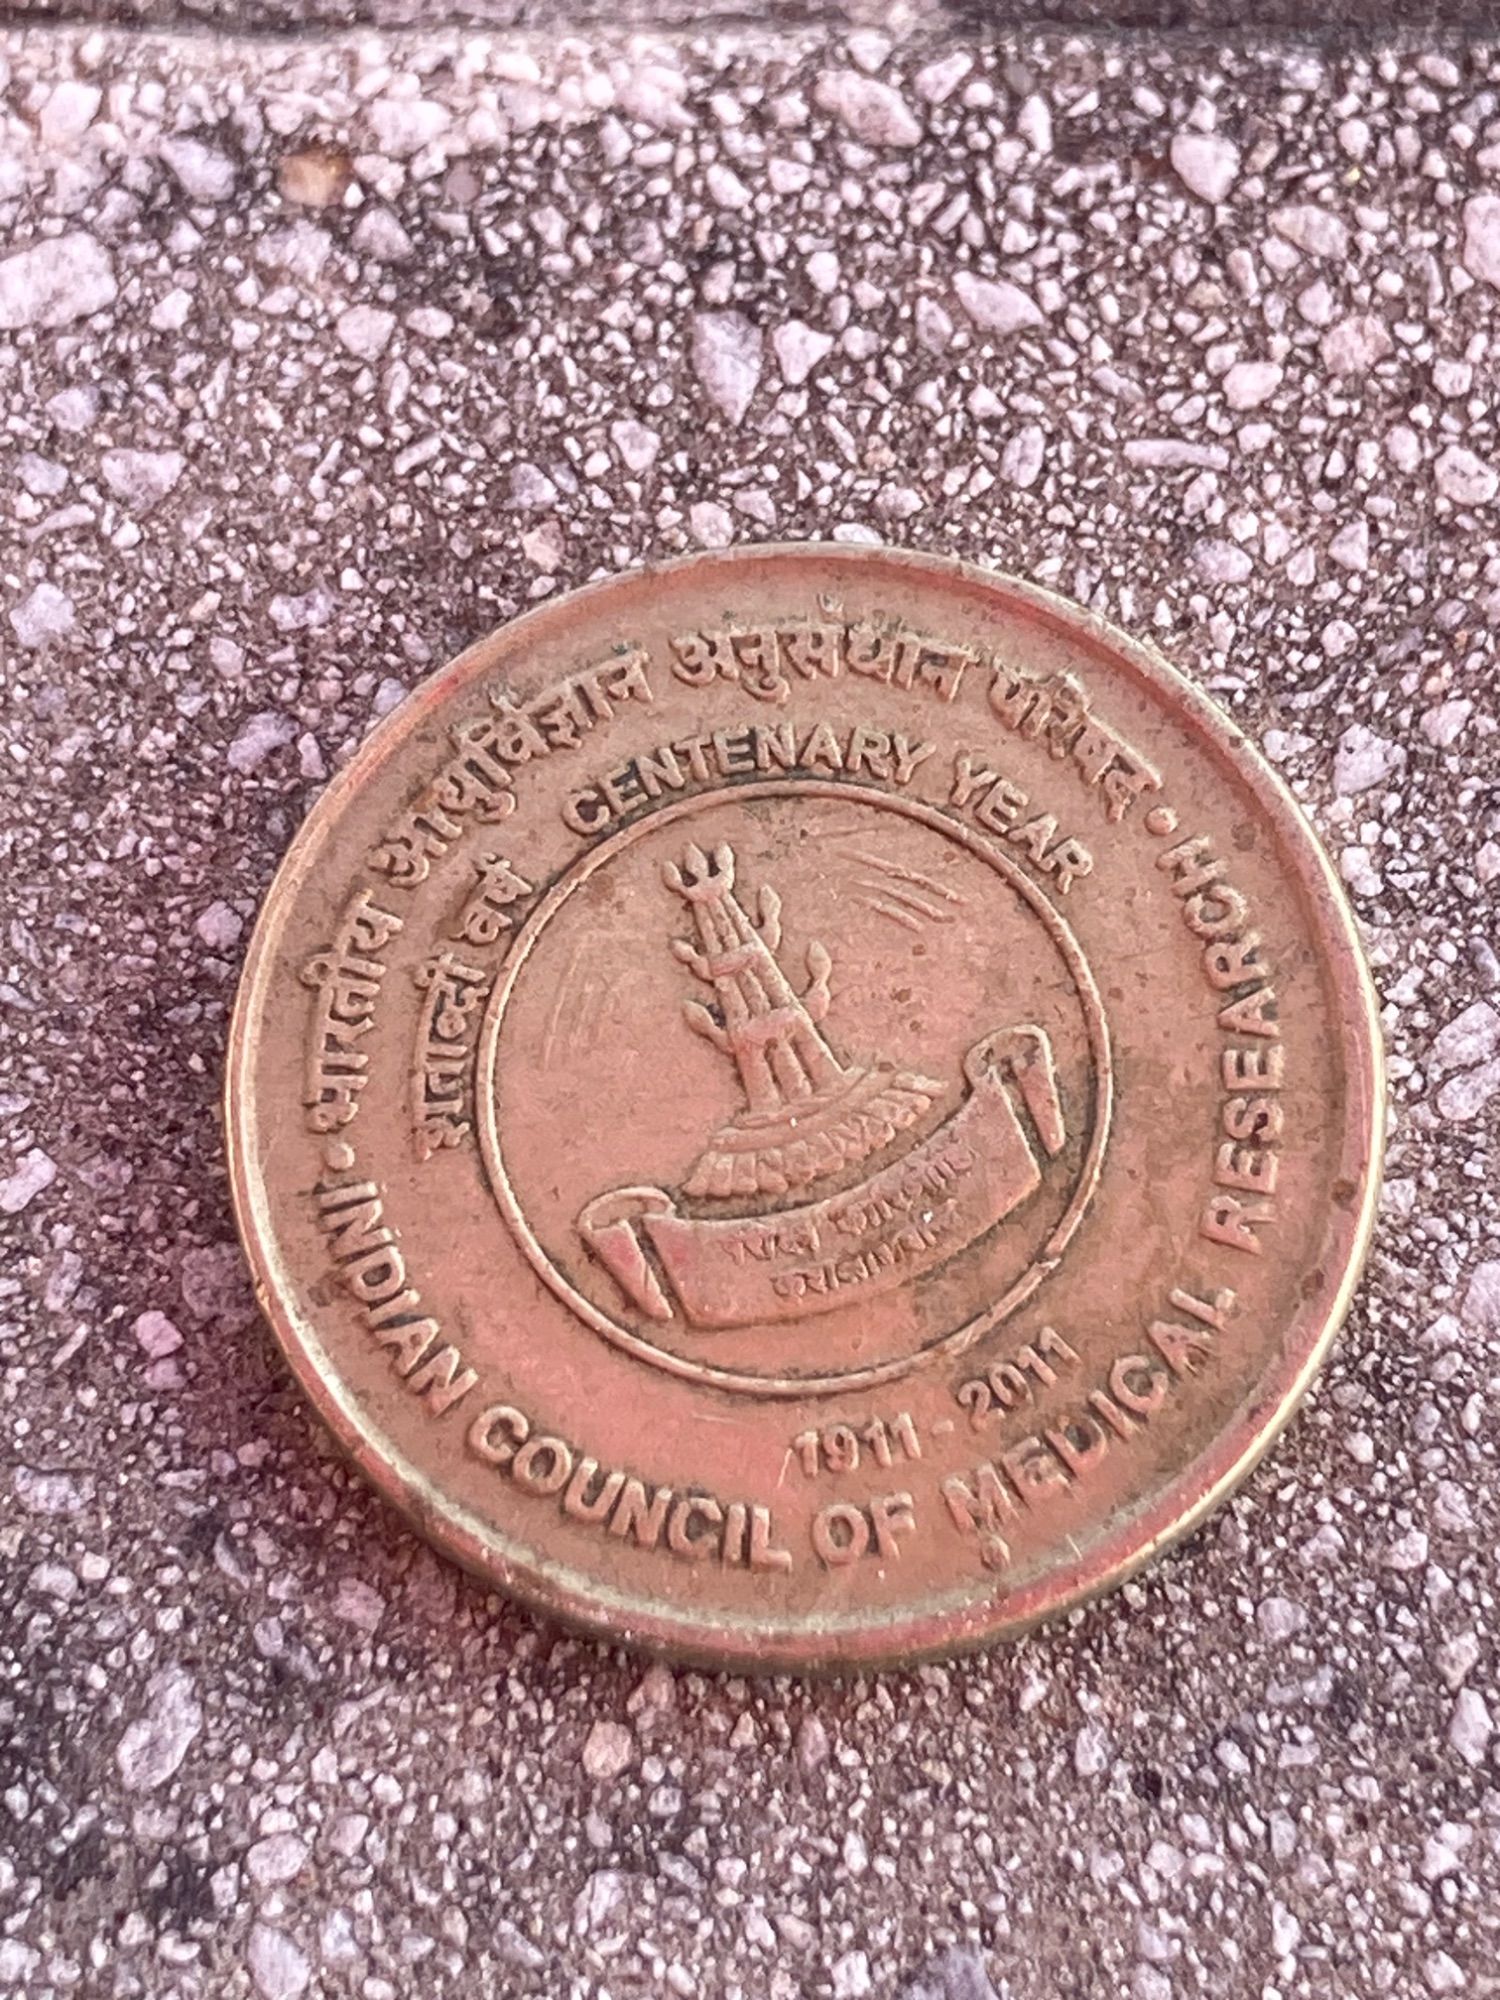 भारतीय आयुर्विज्ञान अनुसंधान परिषद
शताब्दी वर्ष CENTENARY YEAR
1911-2011
INDIAN COUNCIL OF MEDICAL RESEARCH